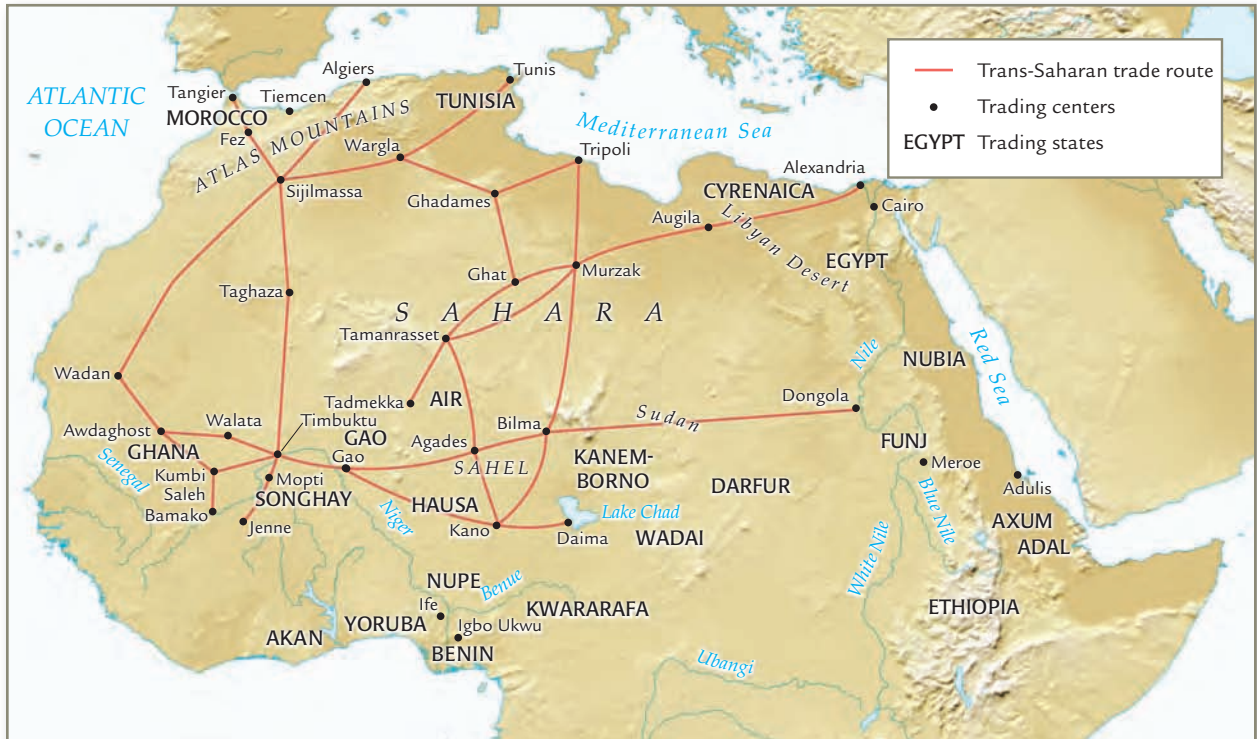 Trans-Saharan trade route
Trading centers
EGYPT Trading states
ATLANTIC
OCEAN
Algiers
Tunis
Tangier
Tiemcen
MOROCCO
TUNISIA
Fez
ATLAS MOUNTAINS
Wargla
Mediterranean Sea
Tripoli
Alexandria
Sijilmassa
Ghadames
CYRENAICA
Cairo
Augila
Libyan Desert
EGYPT
Ghat
Murzak
Taghaza
SAHARA
Tamanrasset
Red Sea
Nile
NUBIA
Wadan
Tadmekka
AIR
Dongola
Awdaghost
Walata
Timbuktu
Bilma
Sudan
GHANA
GAO
Agades
FUNJ
Senegal
Kumbi
Saleh
Gao
SAHEL
KANEM-
BORNO
Meroe
Mopti
SONGHAY
Bamako
Jenne
HAUSA
DARFUR
Adulis
Niger
Kano
Lake Chad
Daima
WADAI
Blue Nile
White Nile
AXUM
ADAL
NUPE
Benue
Ife
KWARARAFA
ETHIOPIA
YORUBA
Igbo Ukwu
AKAN
BENIN
Ubangi